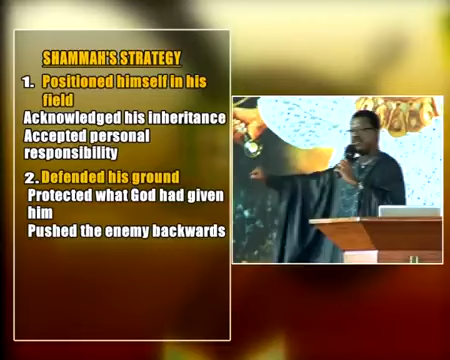 SHAMMAH'S STRATEGY
1. Positioned himself in his
field
Acknowledged his inheritance
Accepted personal
responsibility
2. Defended his ground
Protected what God had given
him
Pushed the enemy backwards